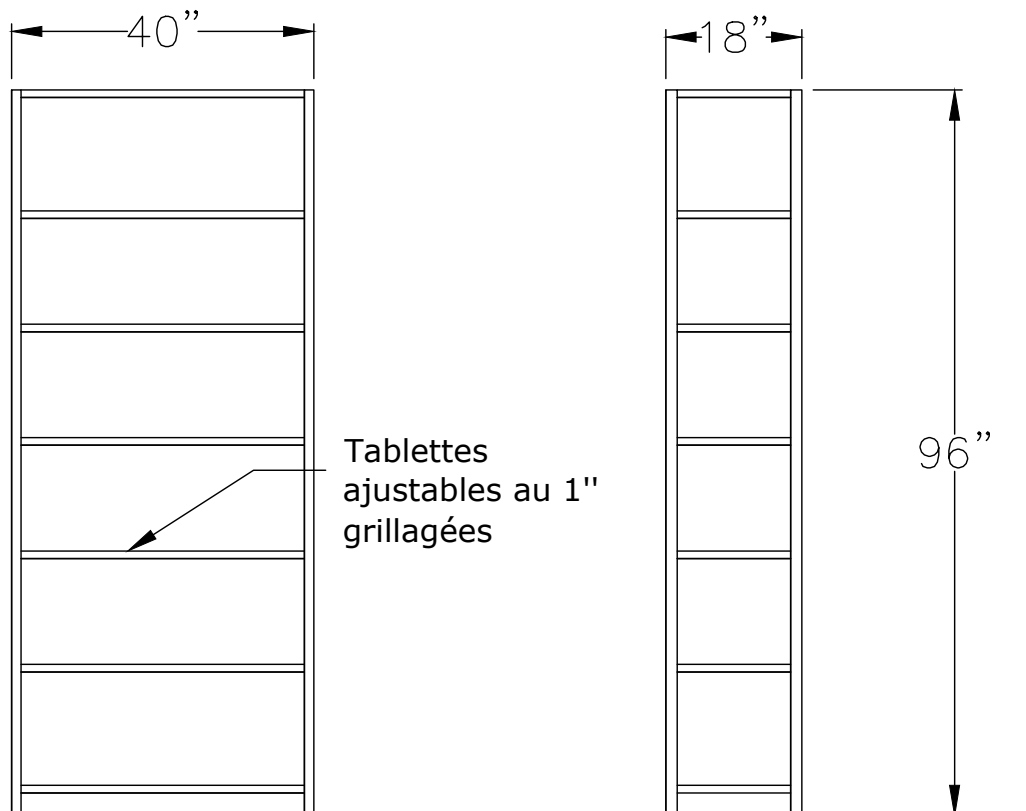 40”
18”
Tablettes
ajustables au 1"
grillagées
96”